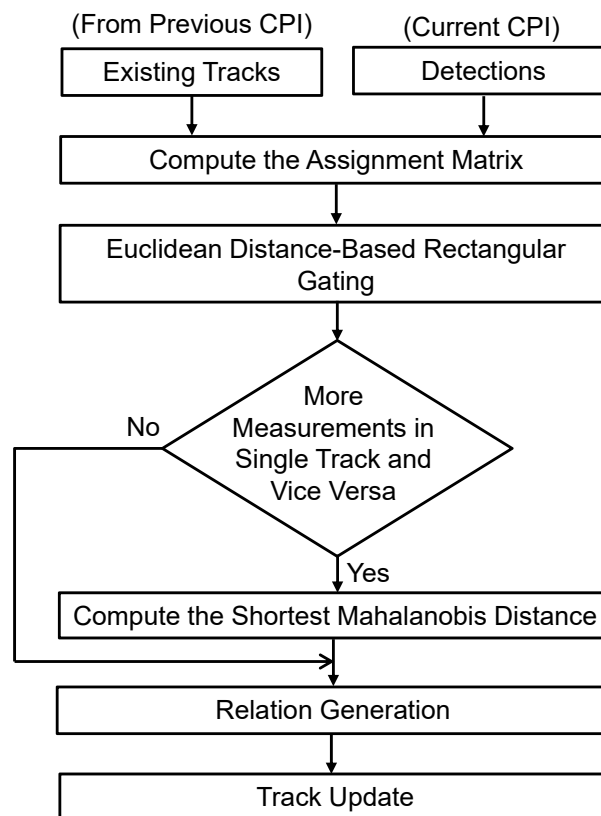 (From Previous CPI)
(Current CPI)
Existing Tracks
Detections
Compute the Assignment Matrix
Euclidean Distance-Based Rectangular
Gating
More
Measurements in
Single Track and
Vice Versa
No
Yes
Compute the Shortest Mahalanobis Distance
Relation Generation
Track Update